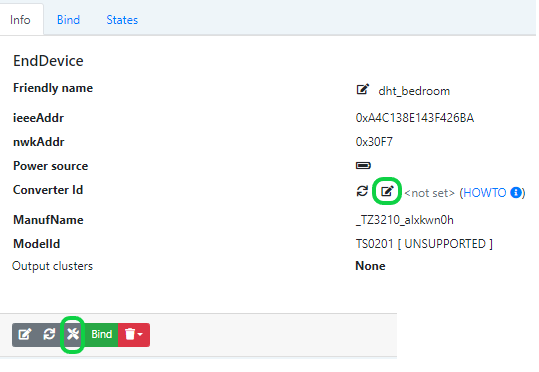 Info Bind States
EndDevice
Friendly name dht_bedroom
ieeeAddr 0xA4C138E143F426BA
nwkAddr 0x30F7
Power source
Converter Id <not set> (HOWTO )
ManufName _TZ3210_alxkwn0h
ModelId TS0201 [ UNSUPPORTED ]
Output clusters None
Bind